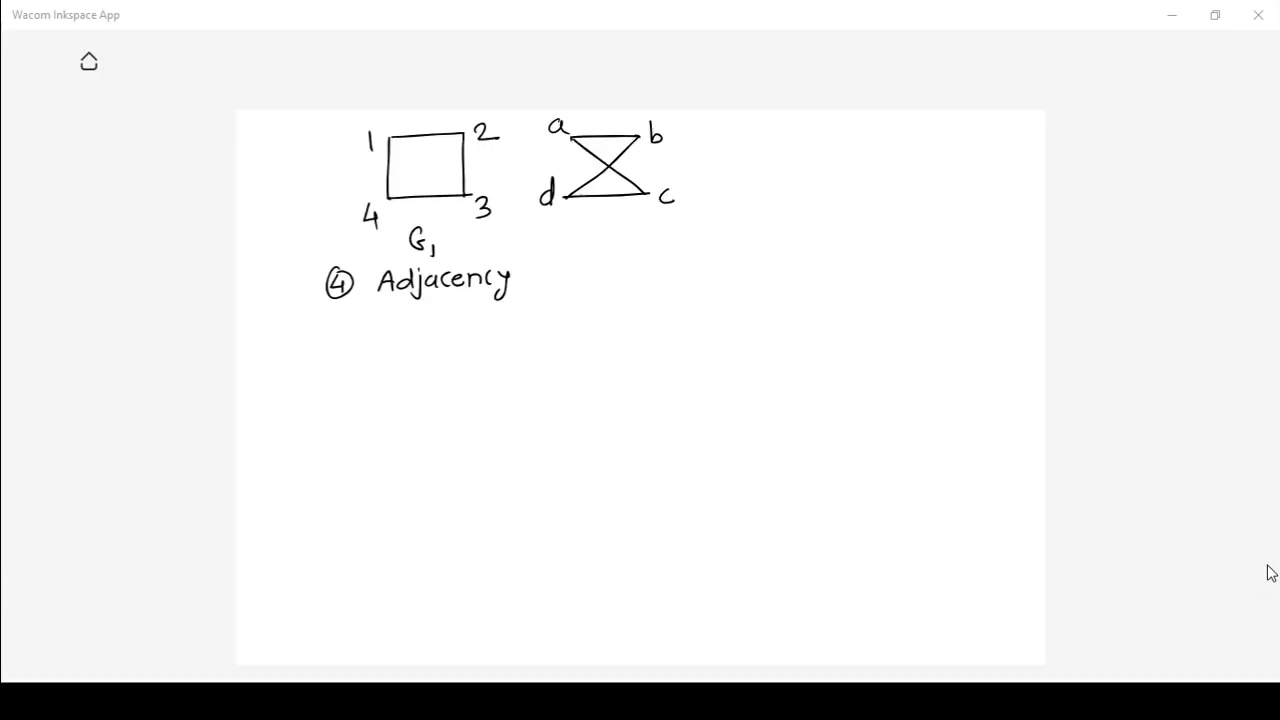 Wacom Inkspace App
1 2 a b
4 3 d c
G1
④ Adjacency